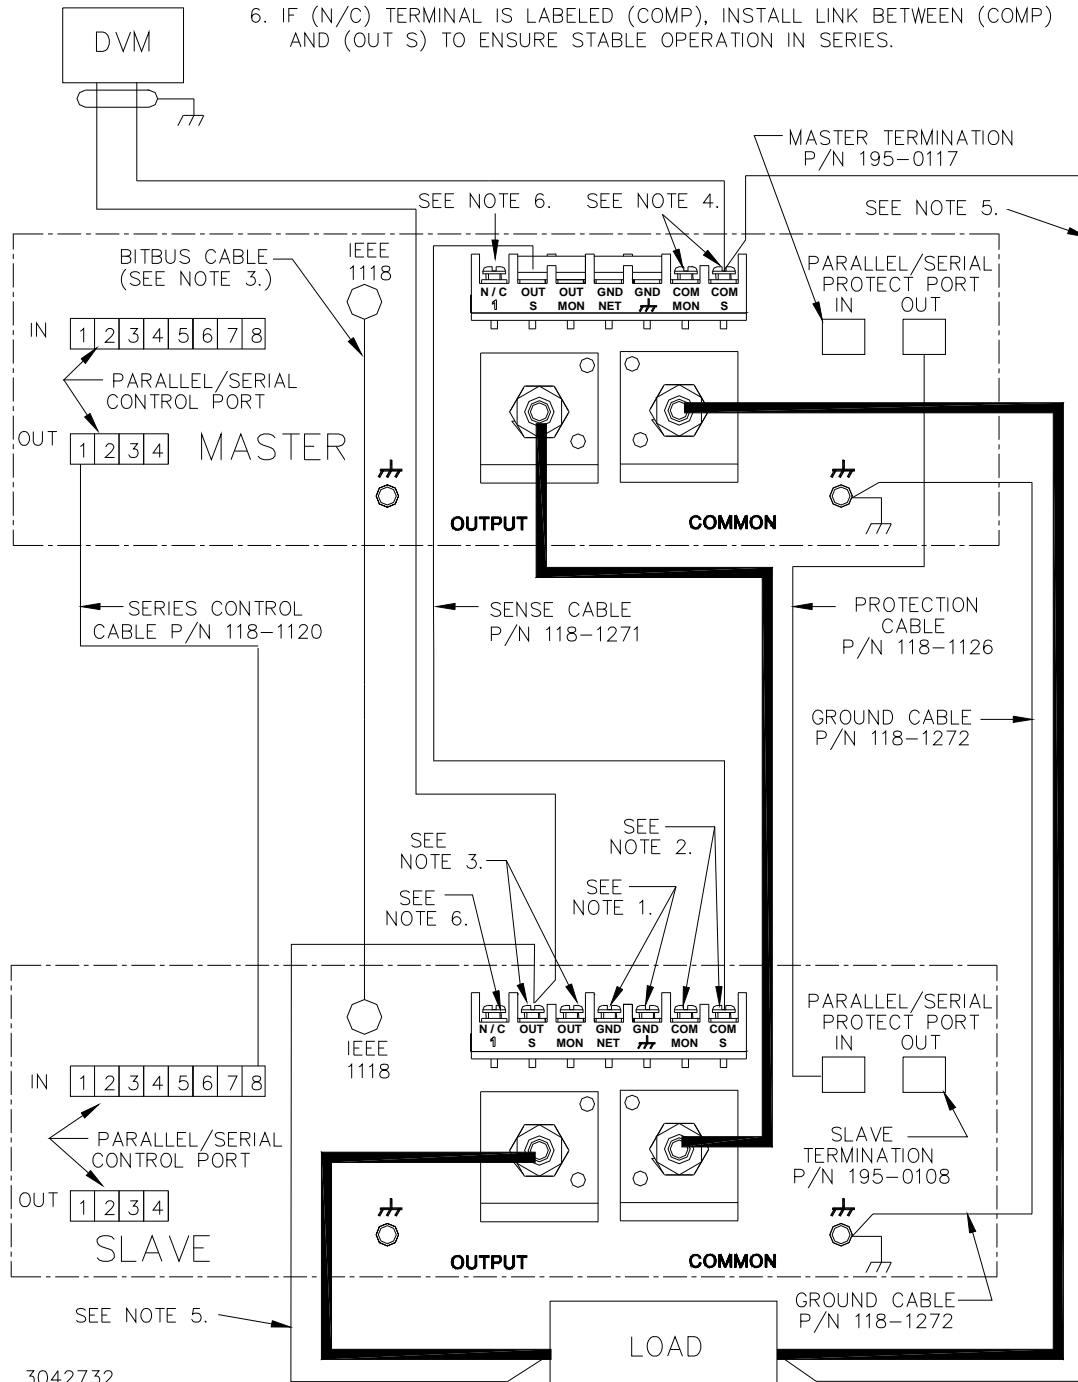 6. IF (N/C) TERMINAL IS LABELED (COMP), INSTALL LINK BETWEEN (COMP)
AND (OUT S) TO ENSURE STABLE OPERATION IN SERIES.
DVM
MASTER TERMINATION
P/N 195-0117
SEE NOTE 6.
SEE NOTE 4.
SEE NOTE 5.
BITBUS CABLE
(SEE NOTE 3.)
IEEE
1118
N / C
1
OUT
S
OUT
MON
GND
NET
GND
COM
MON
COM
S
PARALLEL/SERIAL
PROTECT PORT
IN
OUT
IN
1 2 3 4 5 6 7 8
PARALLEL/SERIAL
CONTROL PORT
OUT
1 2 3 4
MASTER
OUTPUT
COMMON
SERIES CONTROL
CABLE P/N 118-1120
SENSE CABLE
P/N 118-1271
PROTECTION
CABLE
P/N 118-1126
GROUND CABLE
P/N 118-1272
SEE
NOTE 3.
SEE
NOTE 2.
SEE
NOTE 6.
SEE
NOTE 1.
N / C
1
OUT
S
OUT
MON
GND
NET
GND
COM
MON
COM
S
PARALLEL/SERIAL
PROTECT PORT
IN
OUT
IEEE
1118
IN
1 2 3 4 5 6 7 8
PARALLEL/SERIAL
CONTROL PORT
OUT
1 2 3 4
SLAVE
SLAVE
TERMINATION
P/N 195-0108
OUTPUT
COMMON
SEE NOTE 5.
GROUND CABLE
P/N 118-1272
LOAD
3042732